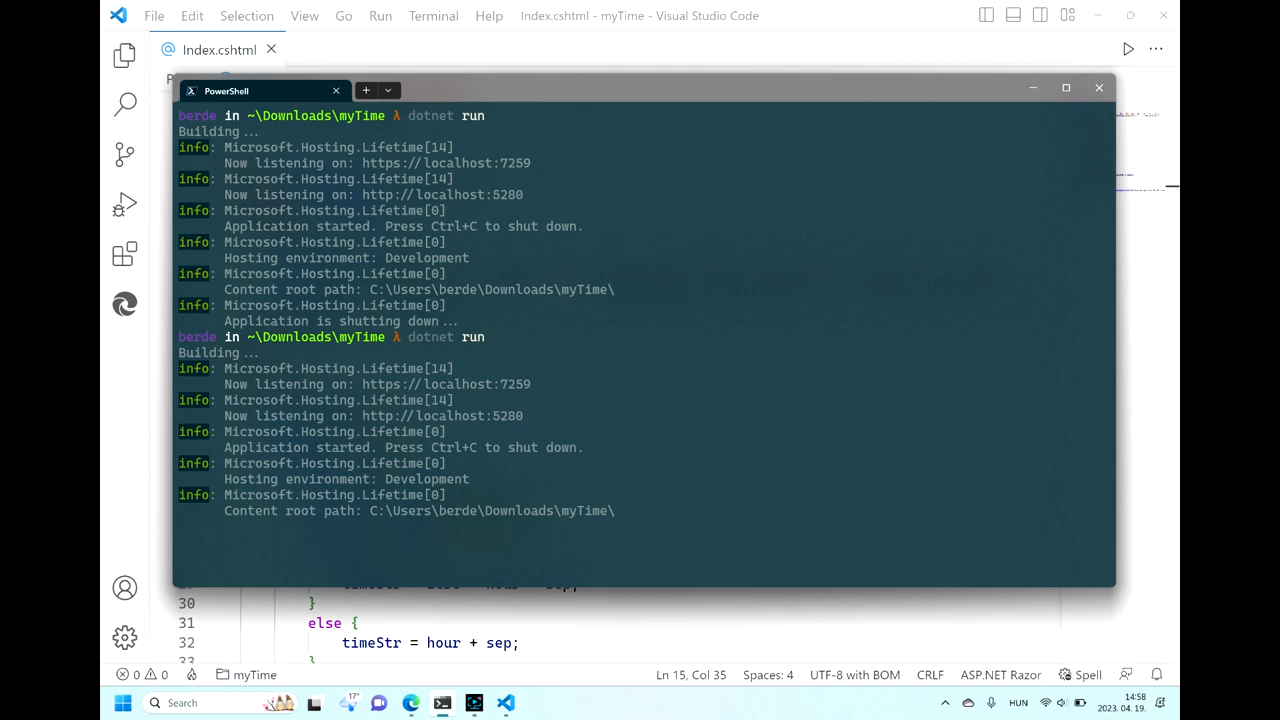 File Edit Selection View Go Run Terminal Help Index.cshtml - myTime - Visual Studio Code
Index.cshtml
PowerShell
berde in ~\Downloads\myTime λ dotnet run
Building...
info: Microsoft.Hosting.Lifetime[14]
Now listening on: https://localhost:7259
info: Microsoft.Hosting.Lifetime[14]
Now listening on: http://localhost:5280
info: Microsoft.Hosting.Lifetime[0]
Application started. Press Ctrl+C to shut down.
info: Microsoft.Hosting.Lifetime[0]
Hosting environment: Development
info: Microsoft.Hosting.Lifetime[0]
Content root path: C:\Users\berde\Downloads\myTime\
info: Microsoft.Hosting.Lifetime[0]
Application is shutting down...
berde in ~\Downloads\myTime λ dotnet run
Building...
info: Microsoft.Hosting.Lifetime[14]
Now listening on: https://localhost:7259
info: Microsoft.Hosting.Lifetime[14]
Now listening on: http://localhost:5280
info: Microsoft.Hosting.Lifetime[0]
Application started. Press Ctrl+C to shut down.
info: Microsoft.Hosting.Lifetime[0]
Hosting environment: Development
info: Microsoft.Hosting.Lifetime[0]
Content root path: C:\Users\berde\Downloads\myTime\
30 }
31 else {
32 timeStr = hour + sep;
33 }
0 0 myTime Ln 15, Col 35 Spaces: 4 UTF-8 with BOM CRLF ASP.NET Razor Spell
Search 17° HUN 14:58
2023. 04. 19.